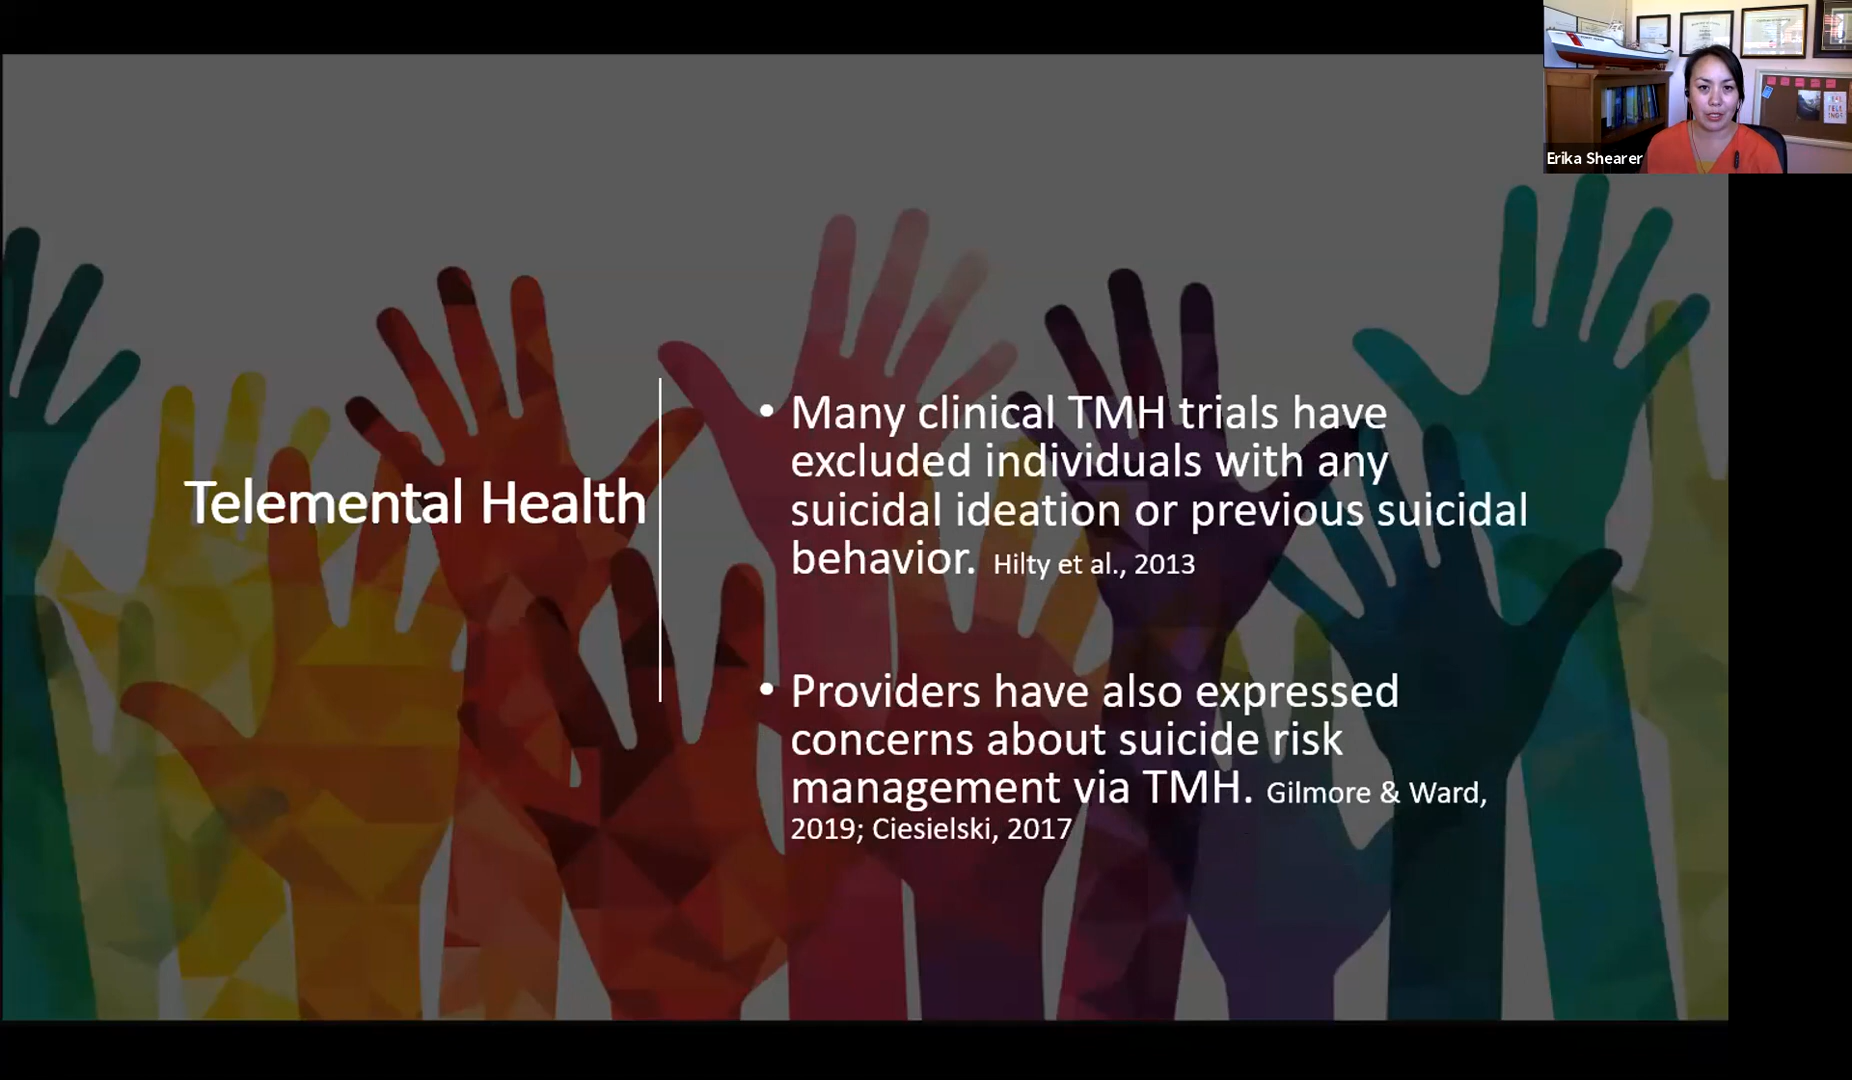 Erika Shearer
Telemental Health
• Many clinical TMH trials have
excluded individuals with any
suicidal ideation or previous suicidal
behavior. Hilty et al., 2013
• Providers have also expressed
concerns about suicide risk
management via TMH. Gilmore & Ward,
2019; Ciesielski, 2017